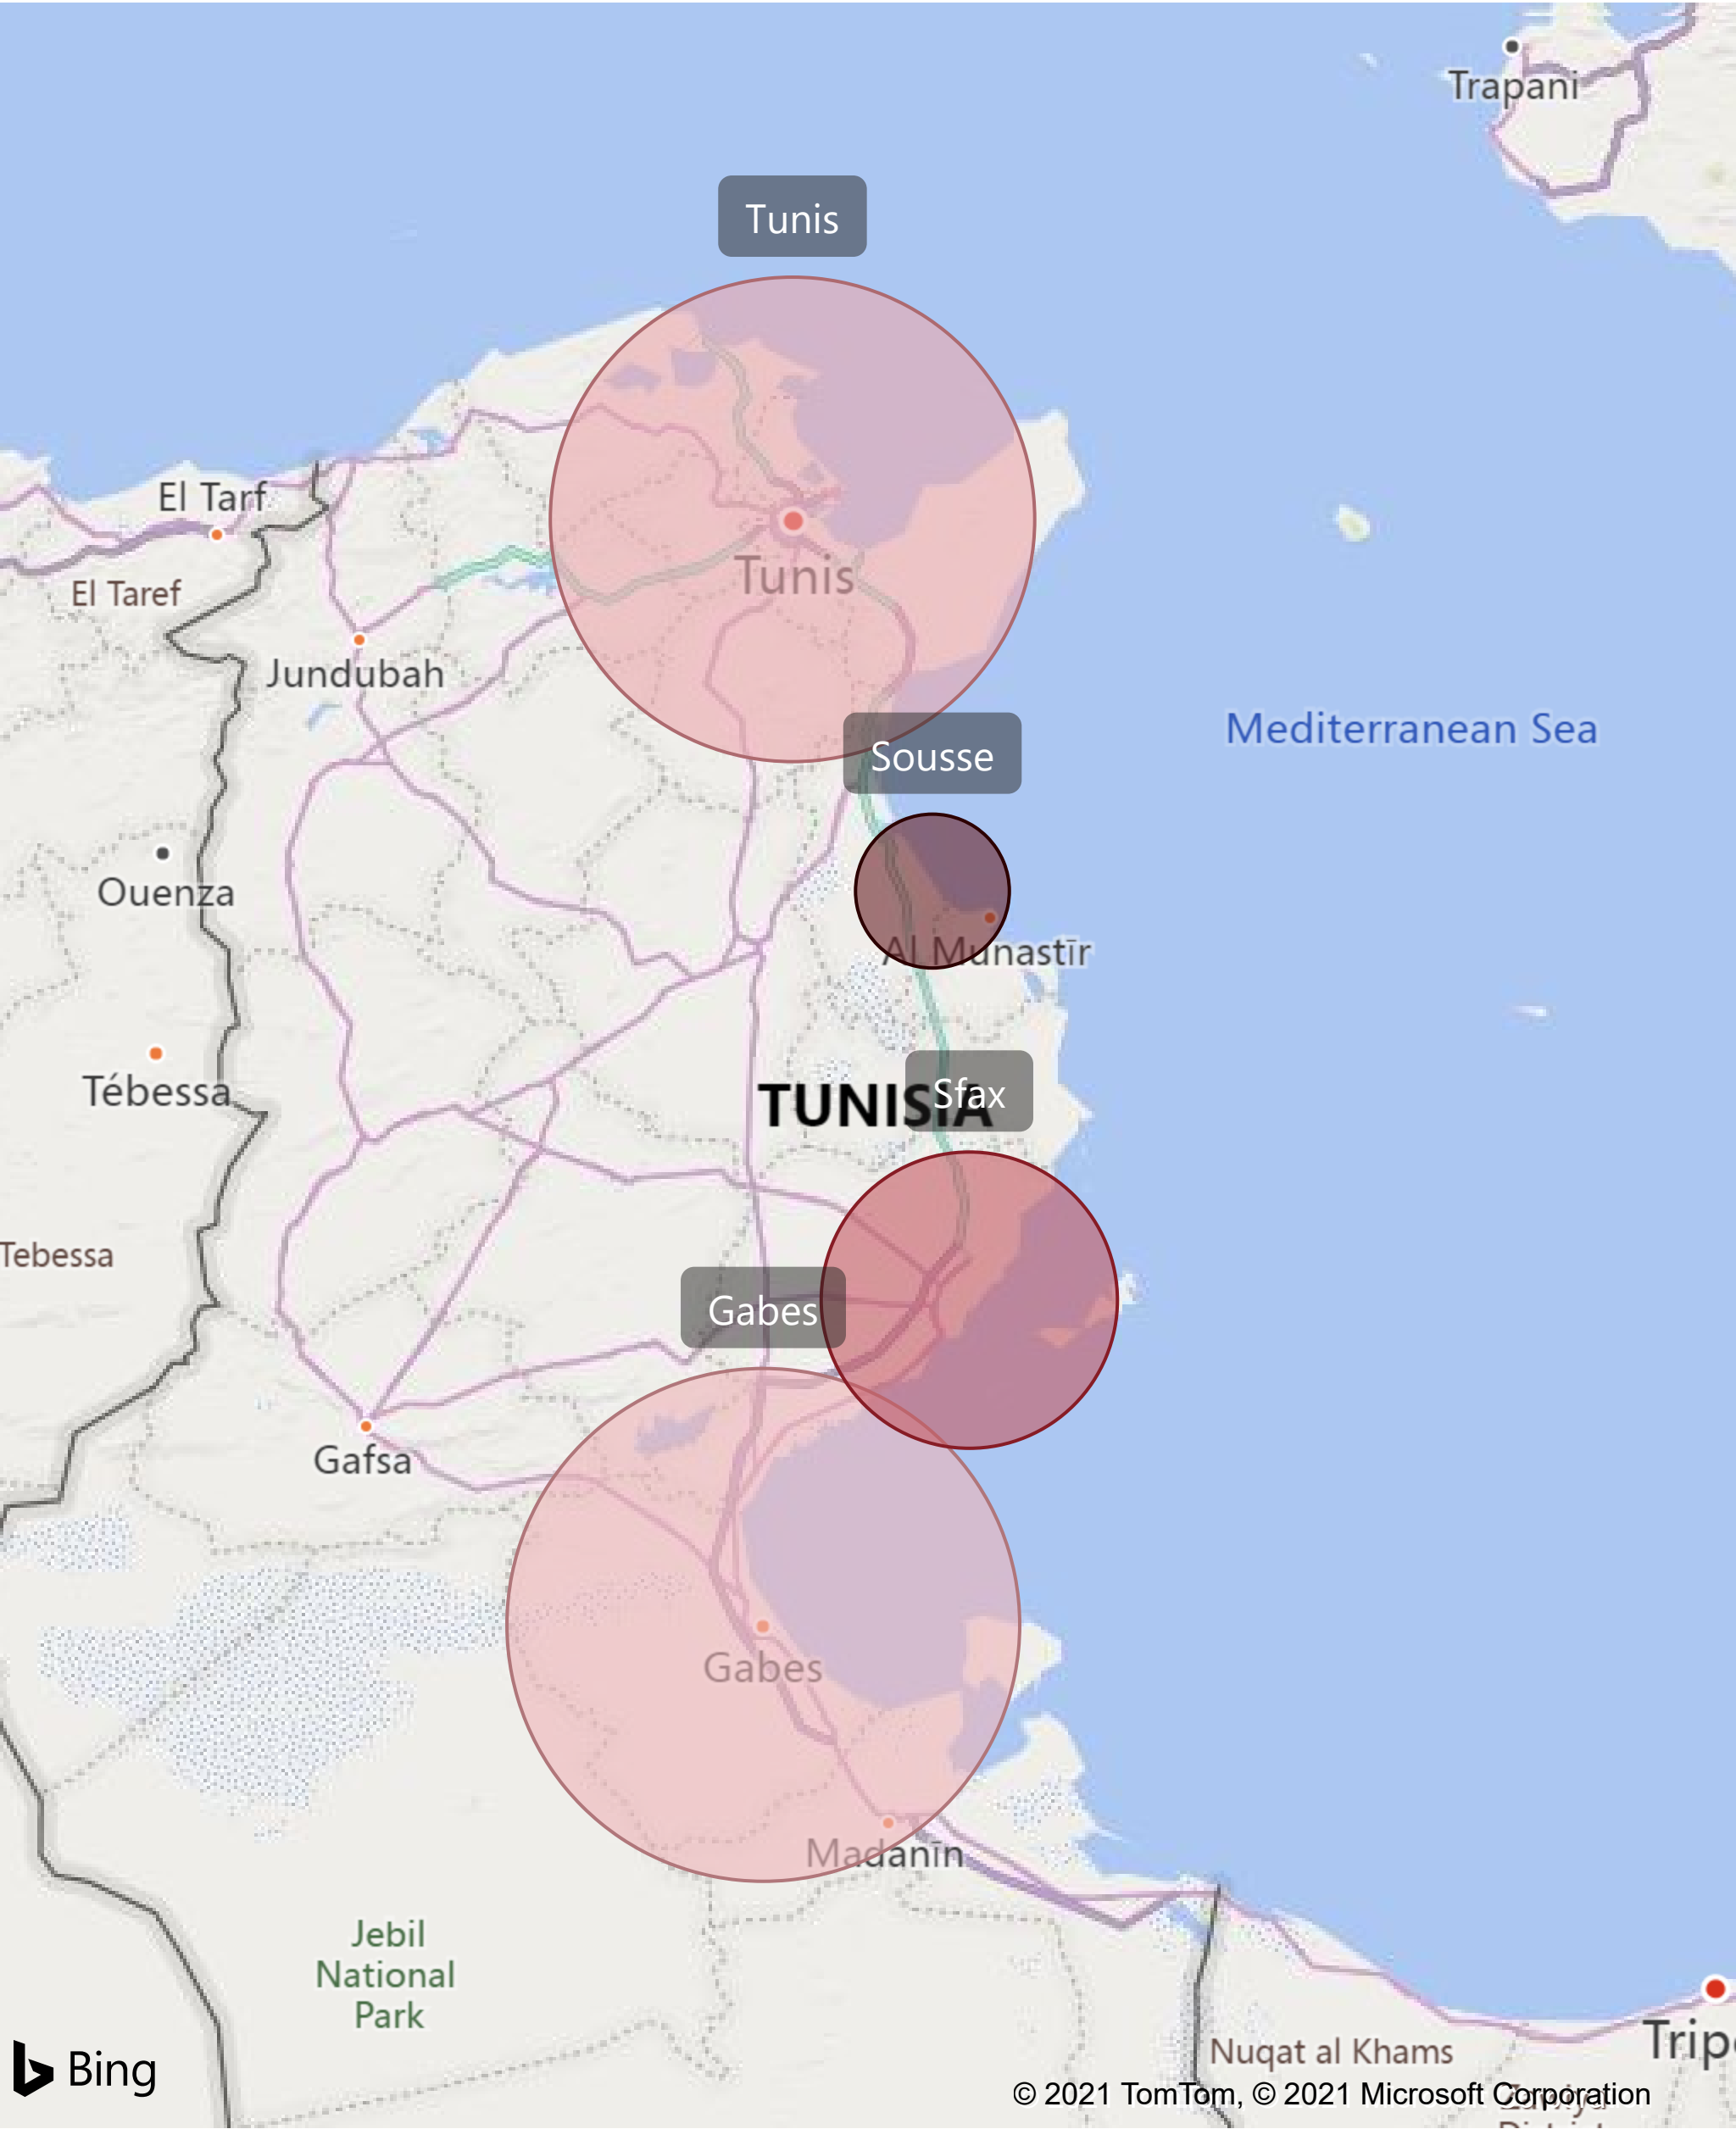 Trapani
Tunis
El Tarf
Tunis
El Taref
Jundubah
Mediterranean Sea
Sousse
Ouenza
Al Munastīr
Tébessa
TUNISIA
Sfax
Tebessa
Gabes
Gafsa
Gabes
Madanīn
Jebil
National
Park
Nuqat al Khams
Trip
Bing
© 2021 TomTom, © 2021 Microsoft Corporation